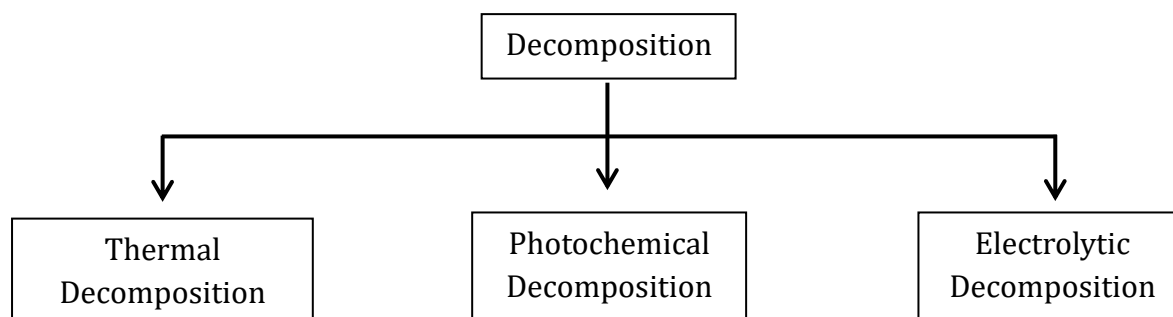 Decomposition
Thermal
Decomposition
Photochemical
Decomposition
Electrolytic
Decomposition